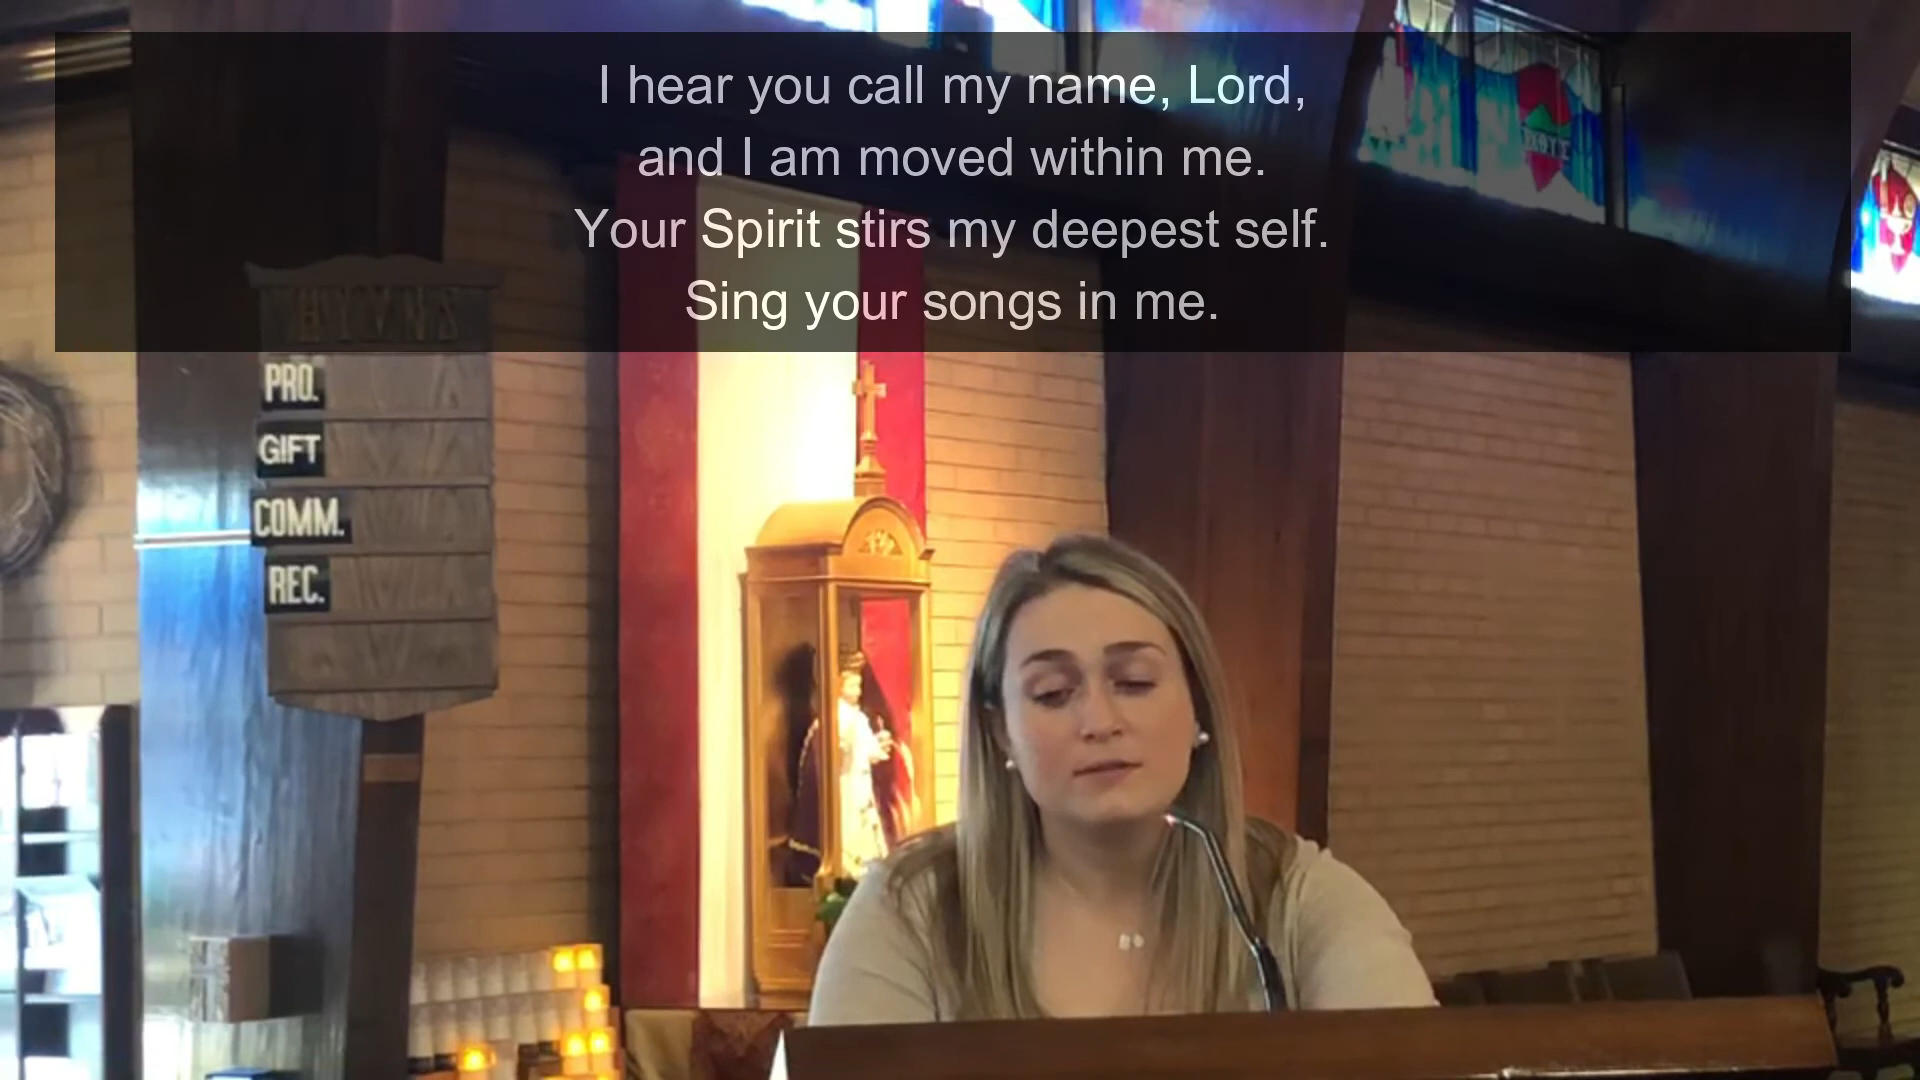 I hear you call my name, Lord,
and I am moved within me.
Your Spirit stirs my deepest self.
Sing your songs in me.
HYMNS
PRO.
GIFT
COMM.
REC.